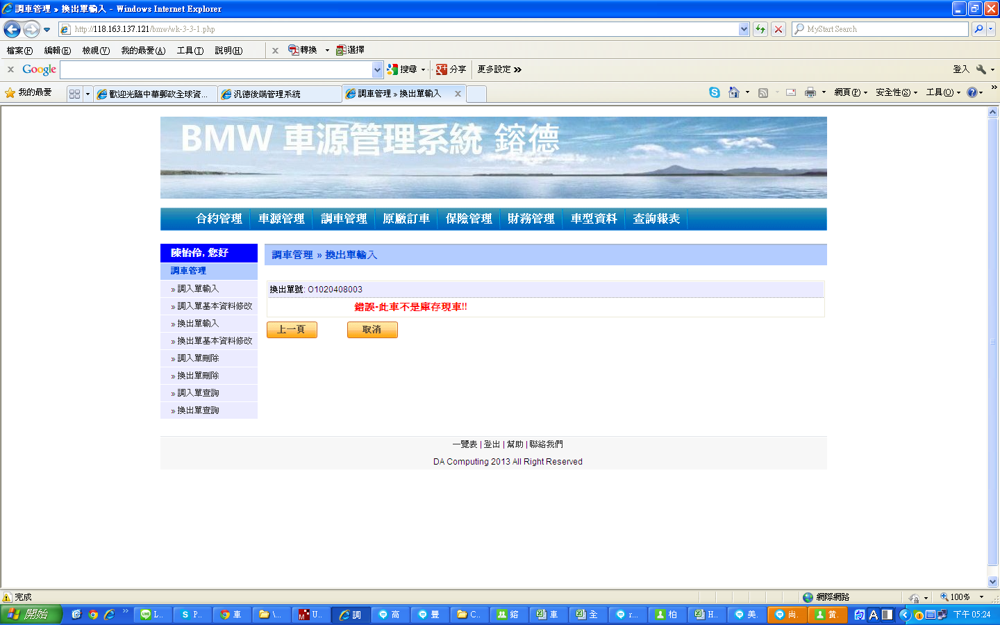 調車管理 » 換出單輸入 - Windows Internet Explorer
http://118.163.137.121/bmw/wk-3-3-1.php
MyStart Search
檔案(F) 編輯(E) 檢視(V) 我的最愛(A) 工具(T) 說明(H) x 轉換 選擇
x Google 搜尋 分享 更多設定 » 登入
我的最愛 歡迎光臨中華郵政全球資... 汎德後端管理系統 調車管理 » 換出單輸入 x 網頁(P) 安全性(S) 工具(O) »
BMW 車源管理系統 鎔德
合約管理 車源管理 調車管理 原廠訂車 保險管理 財務管理 車型資料 查詢報表
陳怡伶, 您好
調車管理
» 調入單輸入
» 調入單基本資料修改
» 換出單輸入
» 換出單基本資料修改
» 調入單刪除
» 換出單刪除
» 調入單查詢
» 換出單查詢
調車管理 » 換出單輸入
換出單號: O1020408003
錯誤-此車不是庫存現車!!
上一頁 取消
一覽表 | 登出 | 幫助 | 聯絡我們
DA Computing 2013 All Right Reserved
完成 網際網路 100%
開始 » L.. P.. 車 \.. U.. 調 高 豐 C.. 鎔 車 全 r... 柏 H.. 美. 尚. 黃. A 下午 05:24